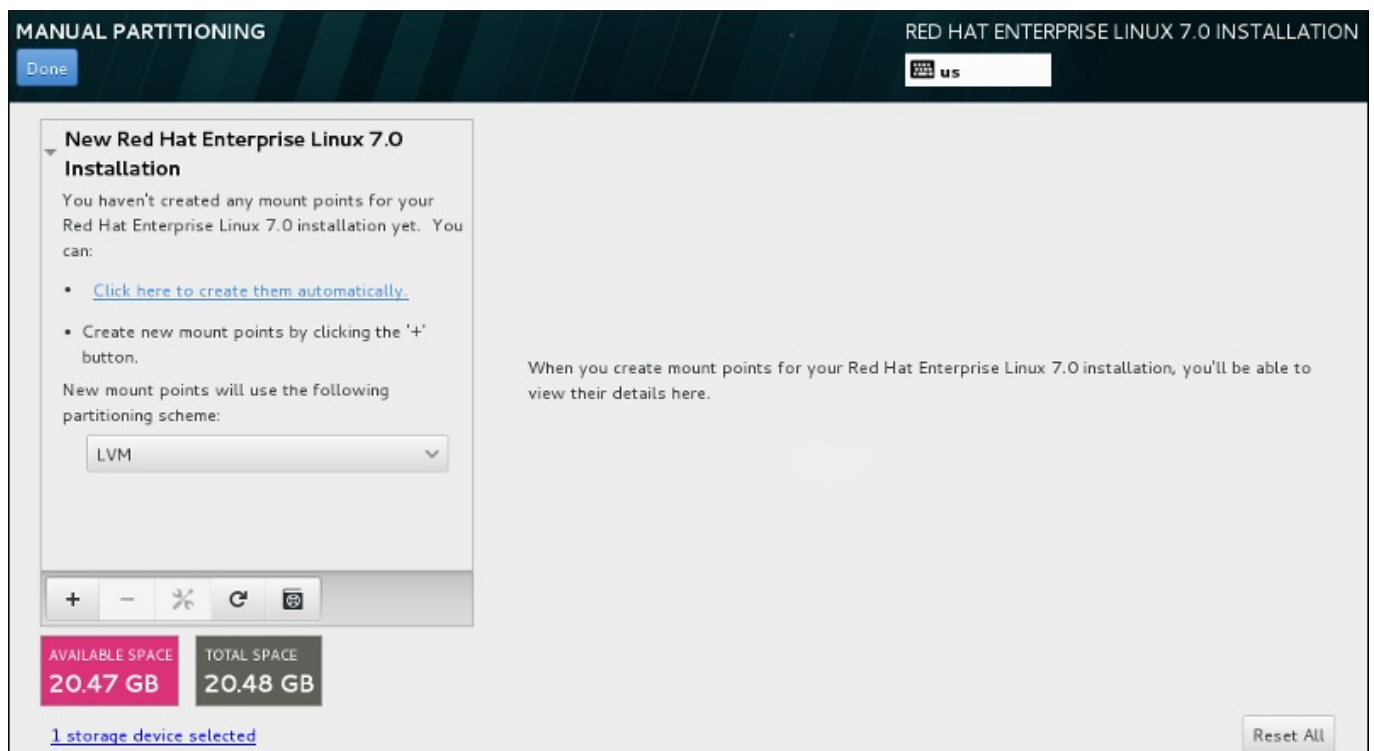 MANUAL PARTITIONING
RED HAT ENTERPRISE LINUX 7.0 INSTALLATION
Done
us
New Red Hat Enterprise Linux 7.0
Installation
You haven't created any mount points for your
Red Hat Enterprise Linux 7.0 installation yet. You
can:
• Click here to create them automatically.
• Create new mount points by clicking the '+'
button.
New mount points will use the following
partitioning scheme:
LVM
When you create mount points for your Red Hat Enterprise Linux 7.0 installation, you'll be able to
view their details here.
+ −
AVAILABLE SPACE
20.47 GB
TOTAL SPACE
20.48 GB
1 storage device selected
Reset All